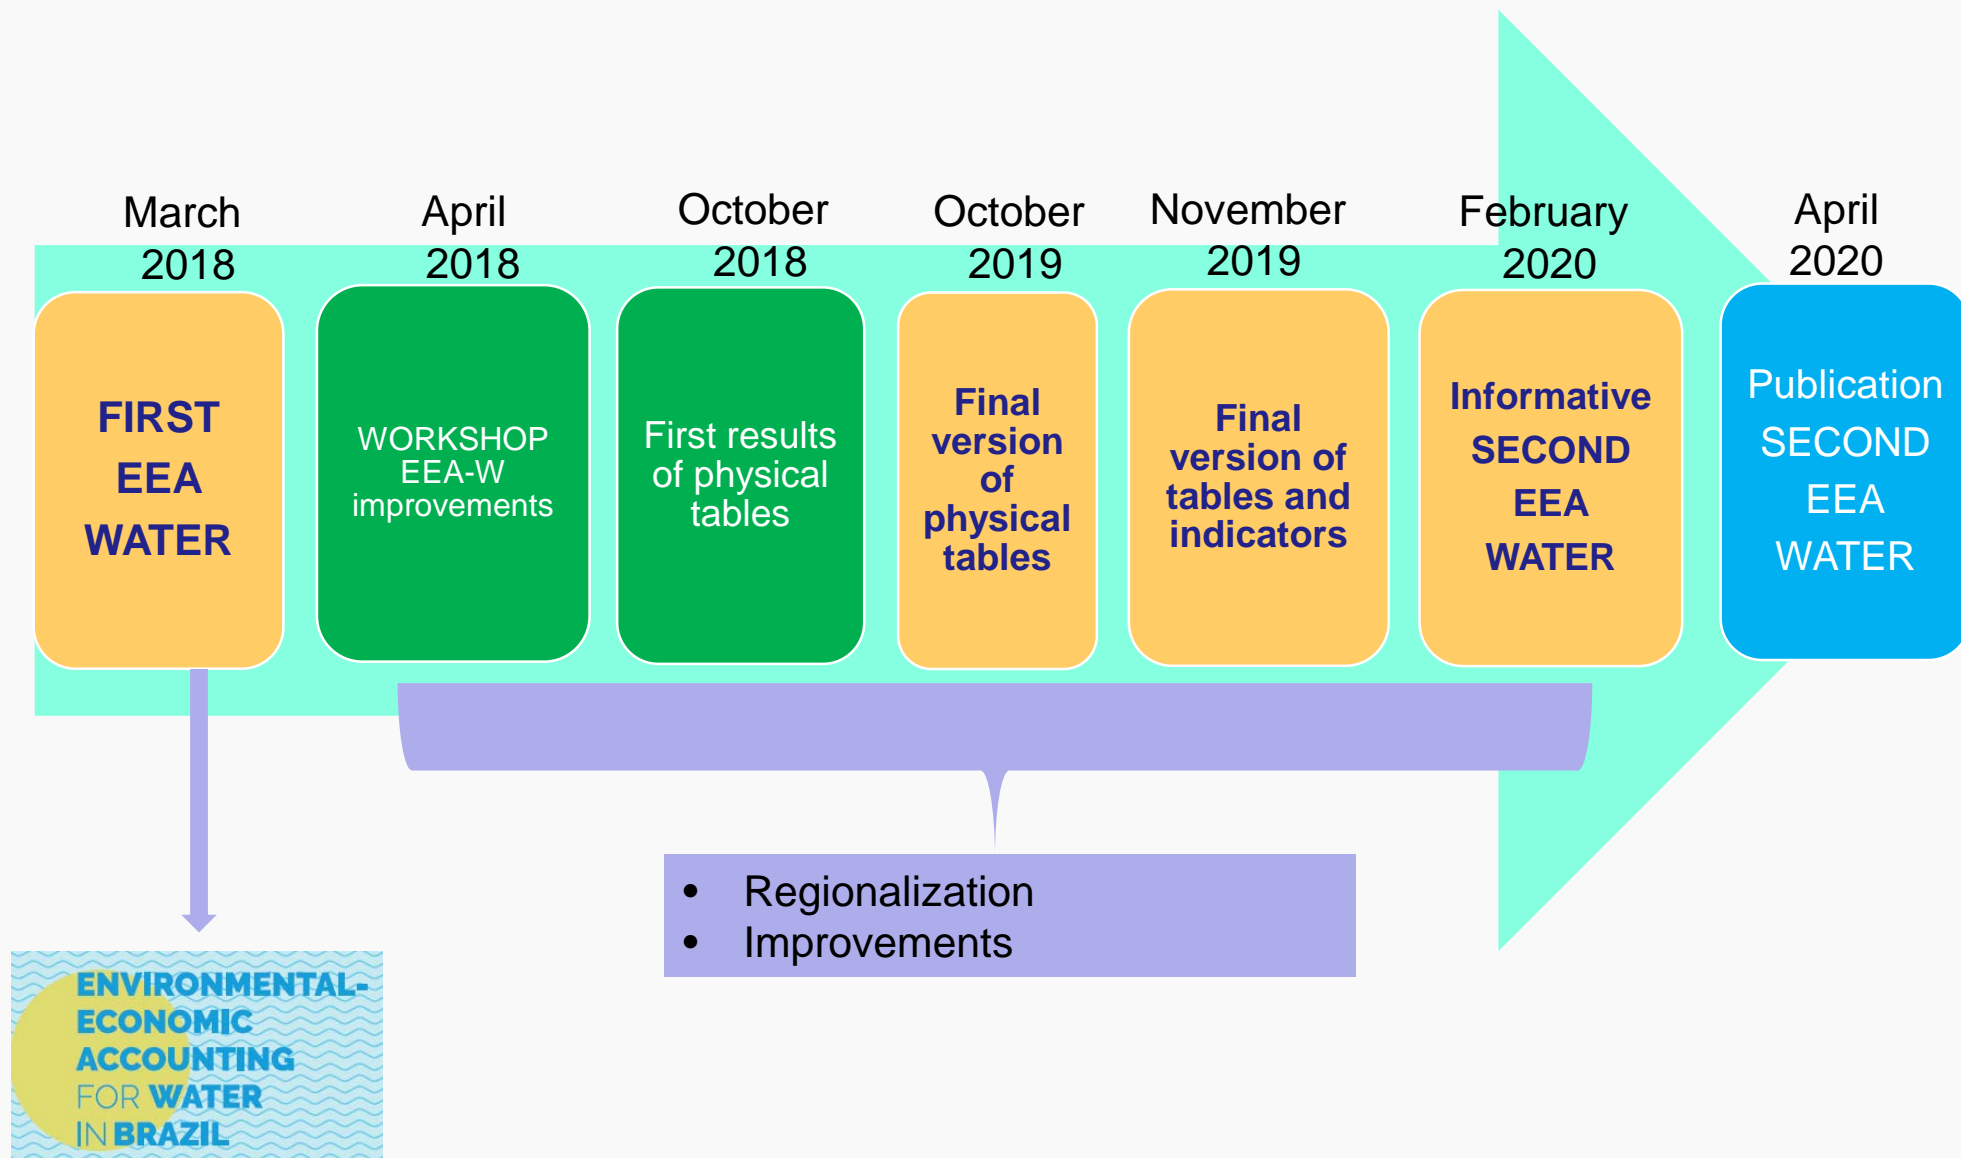 March
2018
April
2018
October
2018
October
2019
November
2019
February
2020
April
2020
FIRST
EEA
WATER
WORKSHOP
EEA-W
improvements
First results
of physical
tables
Final
version
of
physical
tables
Final
version of
tables and
indicators
Informative
SECOND
EEA
WATER
Publication
SECOND
EEA
WATER
• Regionalization
• Improvements
ENVIRONMENTAL-
ECONOMIC
ACCOUNTING
FOR WATER
IN BRAZIL